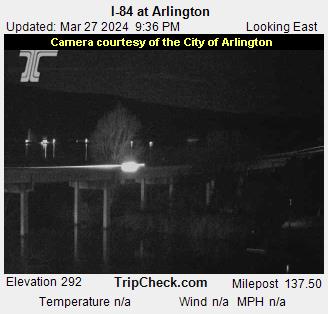 I-84 at Arlington
Updated: Mar 27 2024 9:36 PM Looking East
Camera courtesy of the City of Arlington
Elevation 292 TripCheck.com Milepost 137.50
Temperature n/a Wind n/a MPH n/a